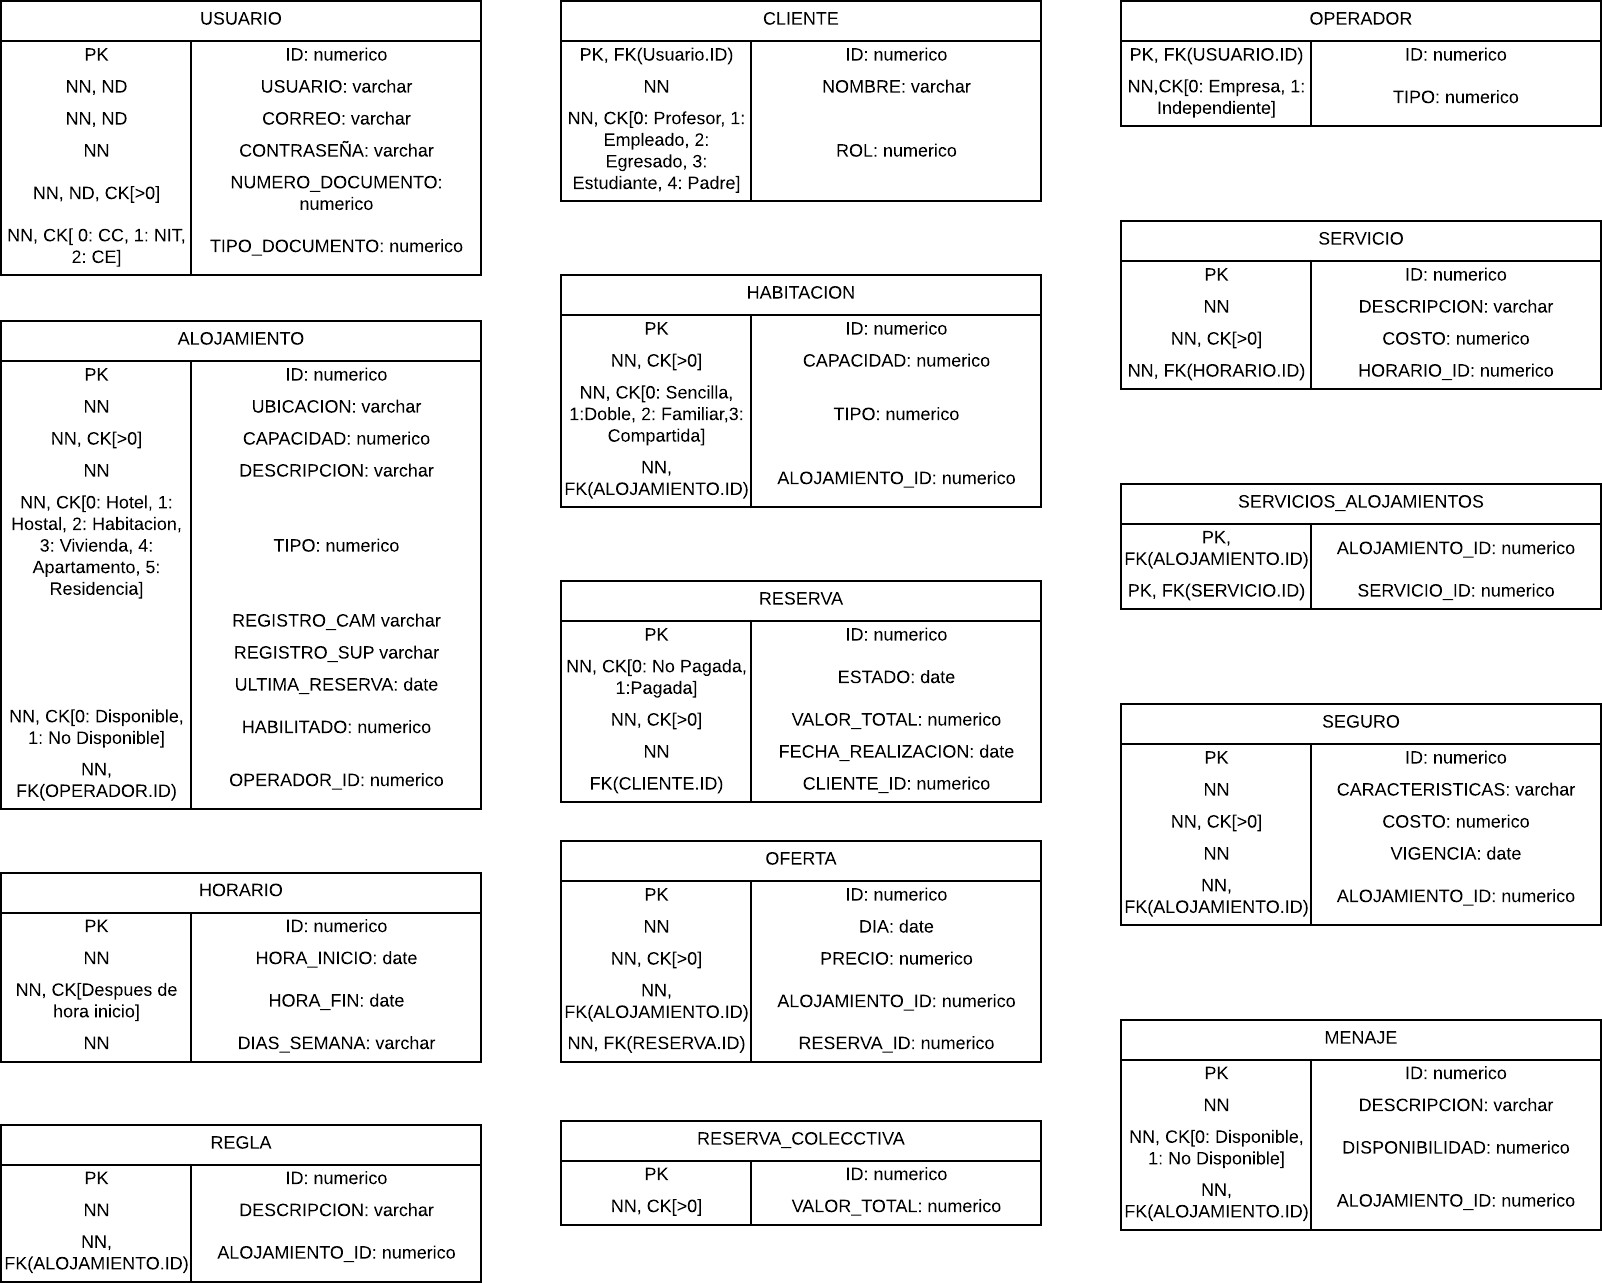 USUARIO
PK
ID: numerico
NN, ND
USUARIO: varchar
NN, ND
CORREO: varchar
NN
CONTRASEÑA: varchar
NN, ND, CK[>0]
NUMERO_DOCUMENTO:
numerico
NN, CK[ 0: CC, 1: NIT,
2: CE]
TIPO_DOCUMENTO: numerico
ALOJAMIENTO
PK
ID: numerico
NN
UBICACION: varchar
NN, CK[>0]
CAPACIDAD: numerico
NN
DESCRIPCION: varchar
NN, CK[0: Hotel, 1:
Hostal, 2: Habitacion,
3: Vivienda, 4:
Apartamento, 5:
Residencia]
TIPO: numerico
REGISTRO_CAM varchar
REGISTRO_SUP varchar
ULTIMA_RESERVA: date
NN, CK[0: Disponible,
1: No Disponible]
HABILITADO: numerico
NN,
FK(OPERADOR.ID)
OPERADOR_ID: numerico
HORARIO
PK
ID: numerico
NN
HORA_INICIO: date
NN, CK[Despues de
hora inicio]
HORA_FIN: date
NN
DIAS_SEMANA: varchar
REGLA
PK
ID: numerico
NN
DESCRIPCION: varchar
NN,
FK(ALOJAMIENTO.ID)
ALOJAMIENTO_ID: numerico
CLIENTE
PK, FK(Usuario.ID)
ID: numerico
NN
NOMBRE: varchar
NN, CK[0: Profesor, 1:
Empleado, 2:
Egresado, 3:
Estudiante, 4: Padre]
ROL: numerico
HABITACION
PK
ID: numerico
NN, CK[>0]
CAPACIDAD: numerico
NN, CK[0: Sencilla,
1:Doble, 2: Familiar,3:
Compartida]
TIPO: numerico
NN,
FK(ALOJAMIENTO.ID)
ALOJAMIENTO_ID: numerico
RESERVA
PK
ID: numerico
NN, CK[0: No Pagada,
1:Pagada]
ESTADO: date
NN, CK[>0]
VALOR_TOTAL: numerico
NN
FECHA_REALIZACION: date
FK(CLIENTE.ID)
CLIENTE_ID: numerico
OFERTA
PK
ID: numerico
NN
DIA: date
NN, CK[>0]
PRECIO: numerico
NN,
FK(ALOJAMIENTO.ID)
ALOJAMIENTO_ID: numerico
NN, FK(RESERVA.ID)
RESERVA_ID: numerico
RESERVA_COLECCTIVA
PK
ID: numerico
NN, CK[>0]
VALOR_TOTAL: numerico
OPERADOR
PK, FK(USUARIO.ID)
ID: numerico
NN,CK[0: Empresa, 1:
Independiente]
TIPO: numerico
SERVICIO
PK
ID: numerico
NN
DESCRIPCION: varchar
NN, CK[>0]
COSTO: numerico
NN, FK(HORARIO.ID)
HORARIO_ID: numerico
SERVICIOS_ALOJAMIENTOS
PK,
FK(ALOJAMIENTO.ID)
ALOJAMIENTO_ID: numerico
PK, FK(SERVICIO.ID)
SERVICIO_ID: numerico
SEGURO
PK
ID: numerico
NN
CARACTERISTICAS: varchar
NN, CK[>0]
COSTO: numerico
NN
VIGENCIA: date
NN,
FK(ALOJAMIENTO.ID)
ALOJAMIENTO_ID: numerico
MENAJE
PK
ID: numerico
NN
DESCRIPCION: varchar
NN, CK[0: Disponible,
1: No Disponible]
DISPONIBILIDAD: numerico
NN,
FK(ALOJAMIENTO.ID)
ALOJAMIENTO_ID: numerico